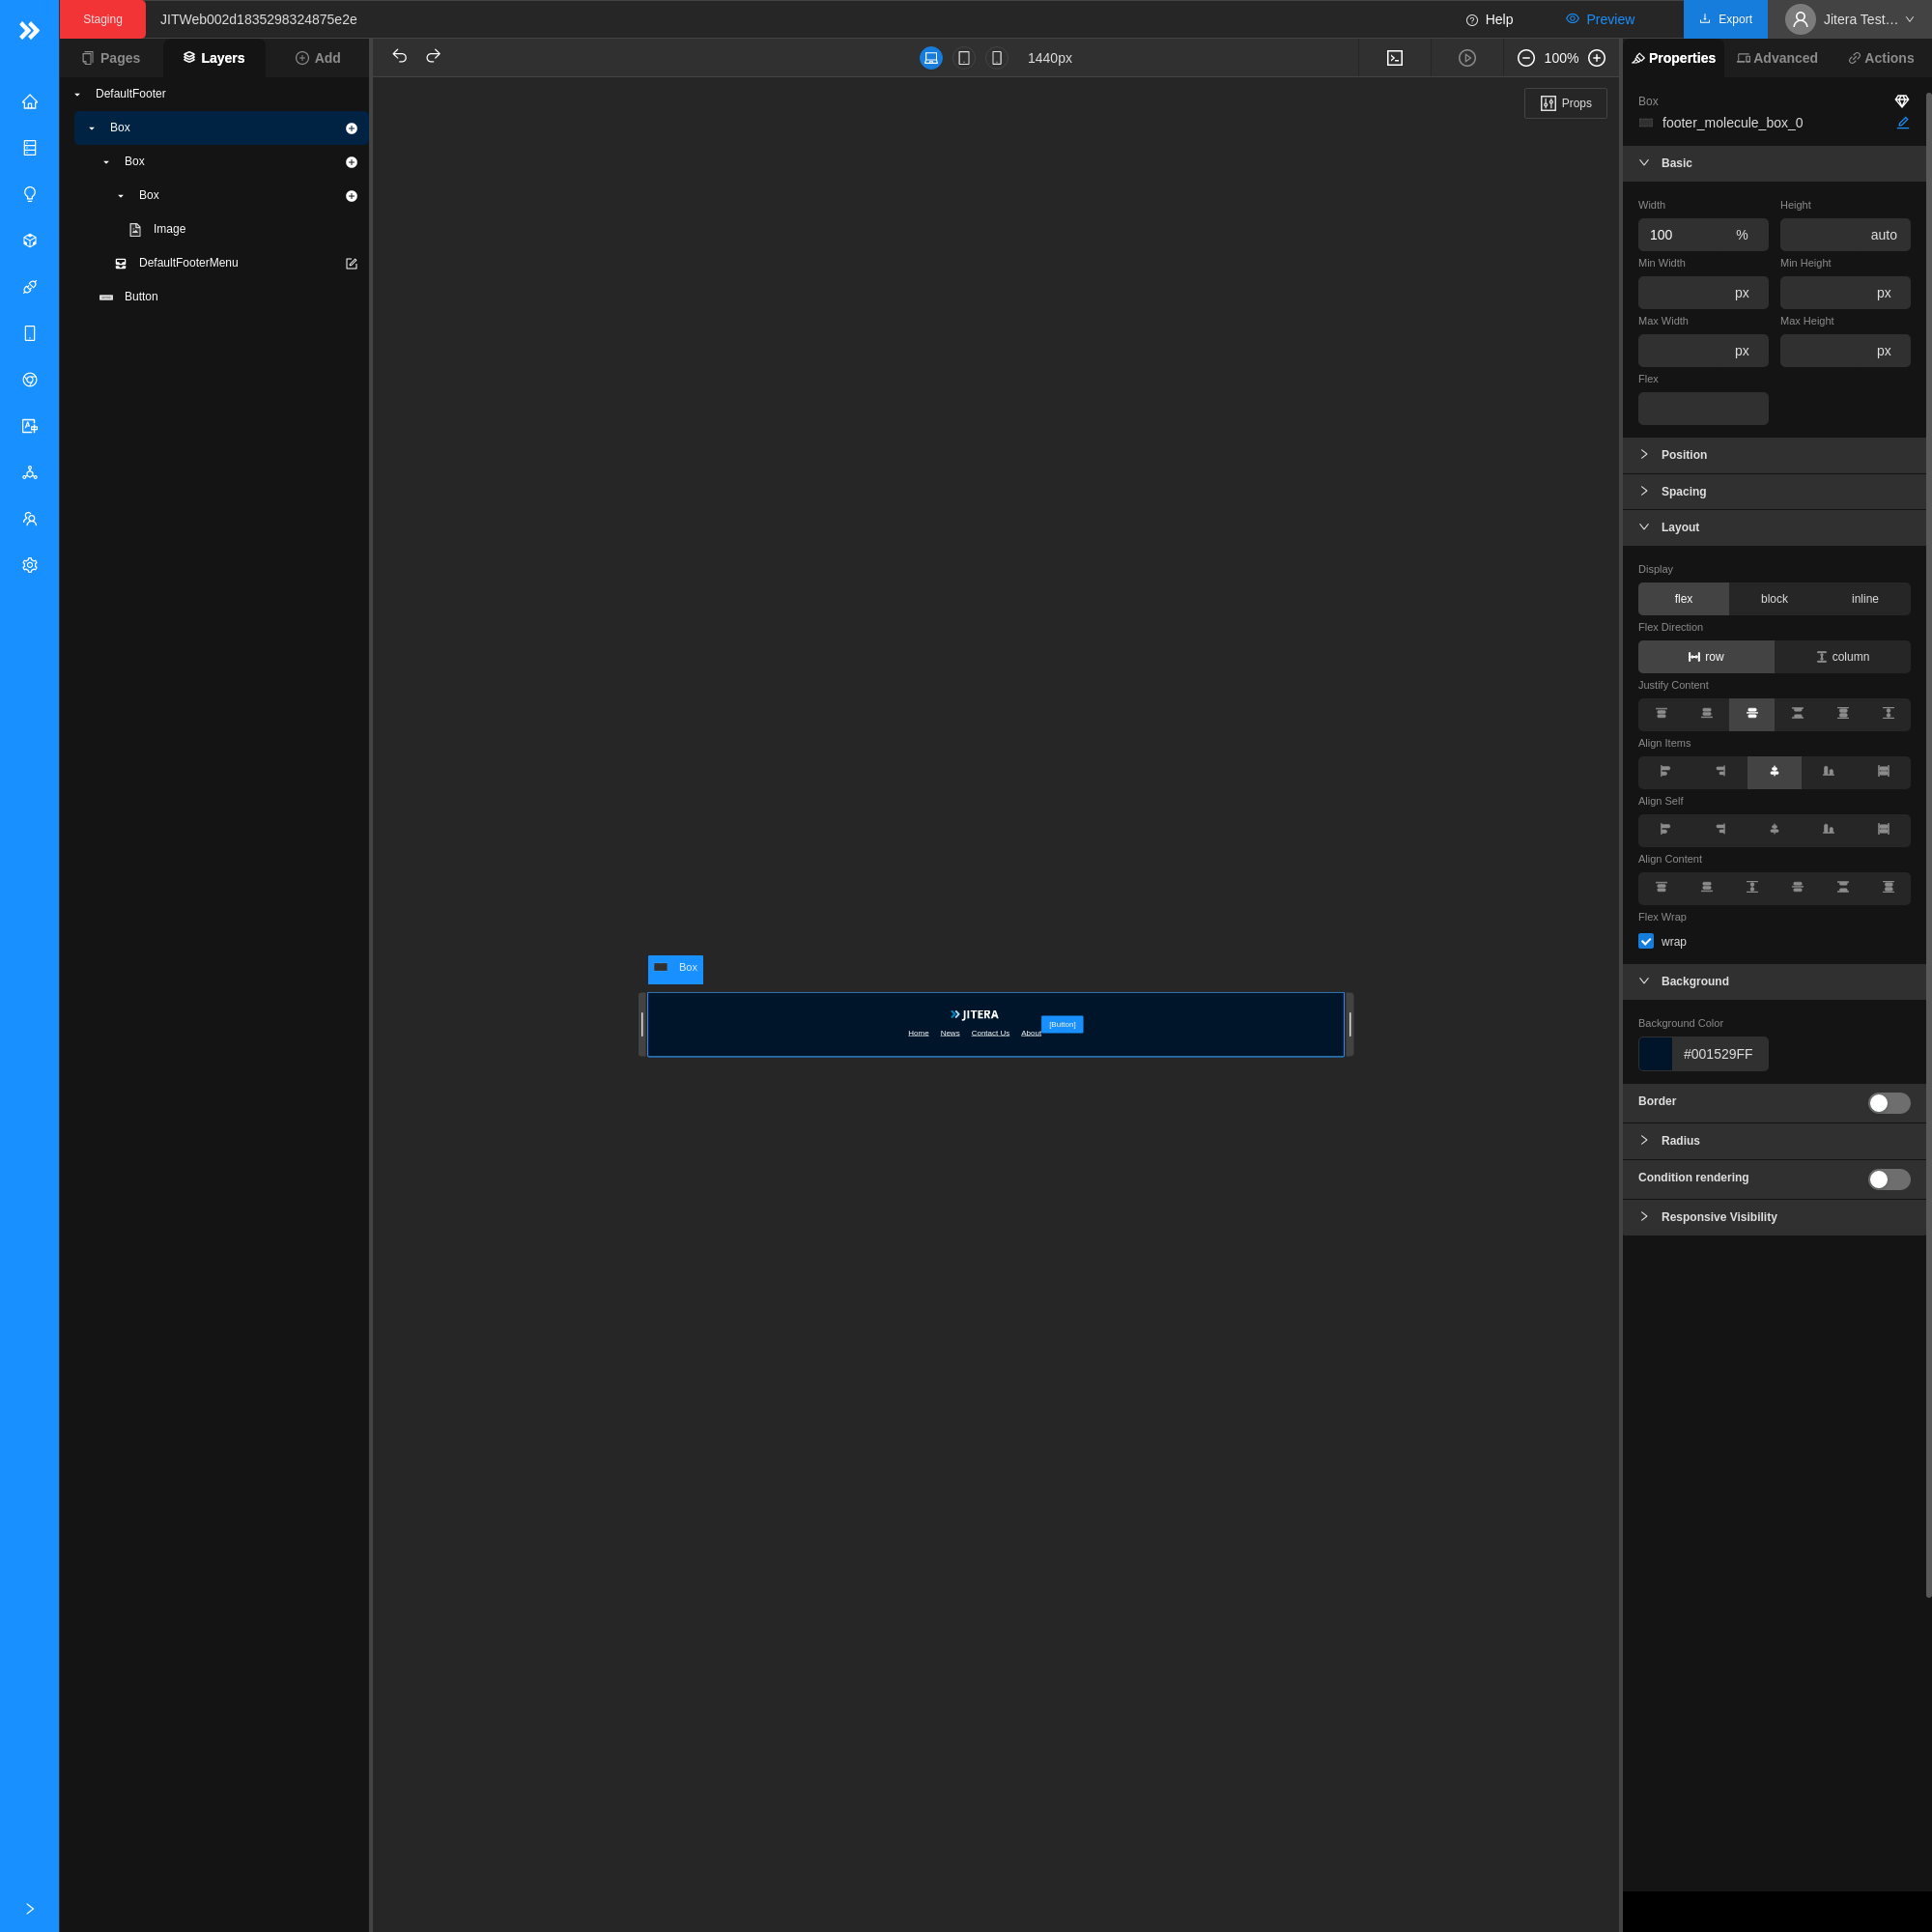 Staging
JITWeb002d1835298324875e2e
Help
Preview
Export
Jitera Test…
Pages
Layers
Add
1440px
100%
Properties
Advanced
Actions
DefaultFooter
Box
Box
Box
Image
DefaultFooterMenu
Button
Props
Box
JITERA
Home News Contact Us About
[Button]
Box
footer_molecule_box_0
Basic
Width Height
100 % auto
Min Width Min Height
px px
Max Width Max Height
px px
Flex
Position
Spacing
Layout
Display
flex block inline
Flex Direction
row column
Justify Content
Align Items
Align Self
Align Content
Flex Wrap
wrap
Background
Background Color
#001529FF
Border
Radius
Condition rendering
Responsive Visibility